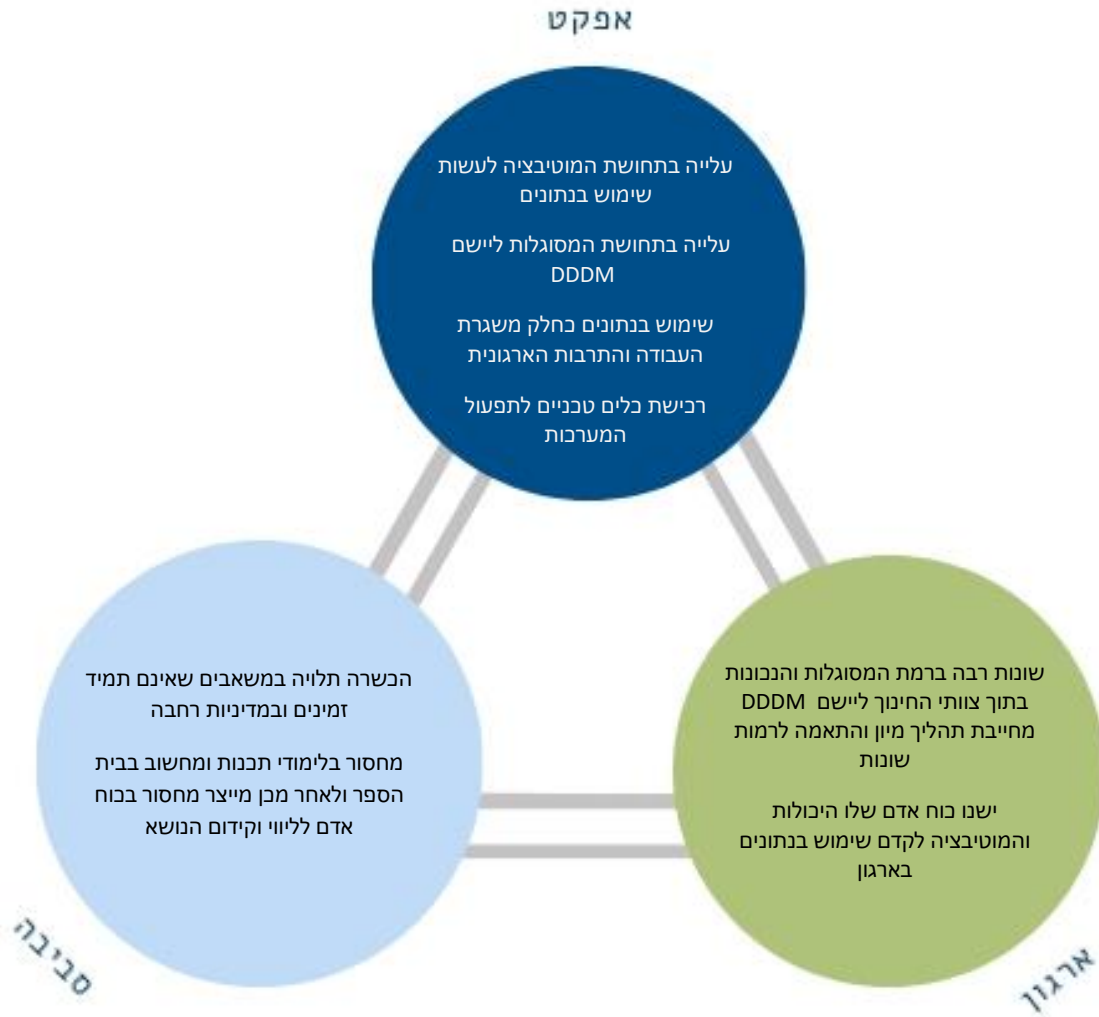 אפקט
עלייה בתחושת המוטיבציה לעשות
שימוש בנתונים
עלייה בתחושת המסוגלות ליישם
DDDM
שימוש בנתונים כחלק משגרת
העבודה והתרבות הארגונית
רכישת כלים טכניים לתפעול
המערכות
שונות רבה ברמת המסוגלות והנכונות
בתוך צוותי החינוך ליישם DDDM
מחייבת תהליך מיון והתאמה לרמות
שונות
ישנו כוח אדם שלו היכולות
והמוטיבציה לקדם שימוש בנתונים
בארגון
ארגון
הכשרה תלויה במשאבים שאינם תמיד
זמינים ובמדיניות רחבה
מחסור בלימודי תכנות ומחשוב בבית
הספר ולאחר מכן מייצר מחסור בכוח
אדם לליווי וקידום הנושא
סביבה